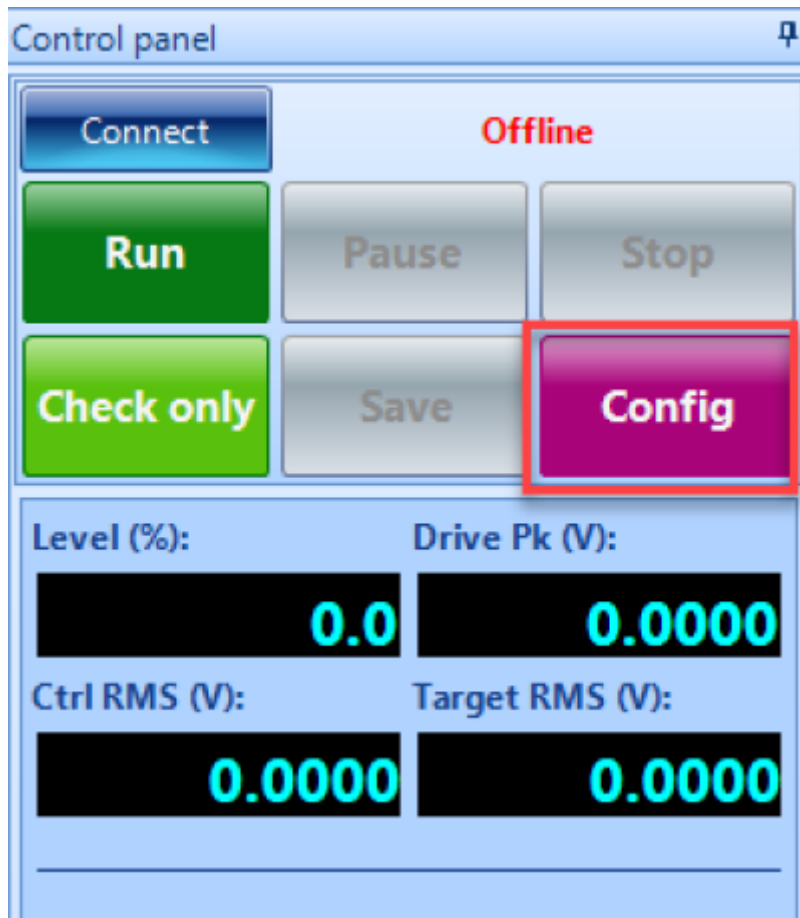 Control panel
Connect Offline
Run Pause Stop
Check only Save Config
Level (%): Drive Pk (V):
0.0 0.0000
Ctrl RMS (V): Target RMS (V):
0.0000 0.0000